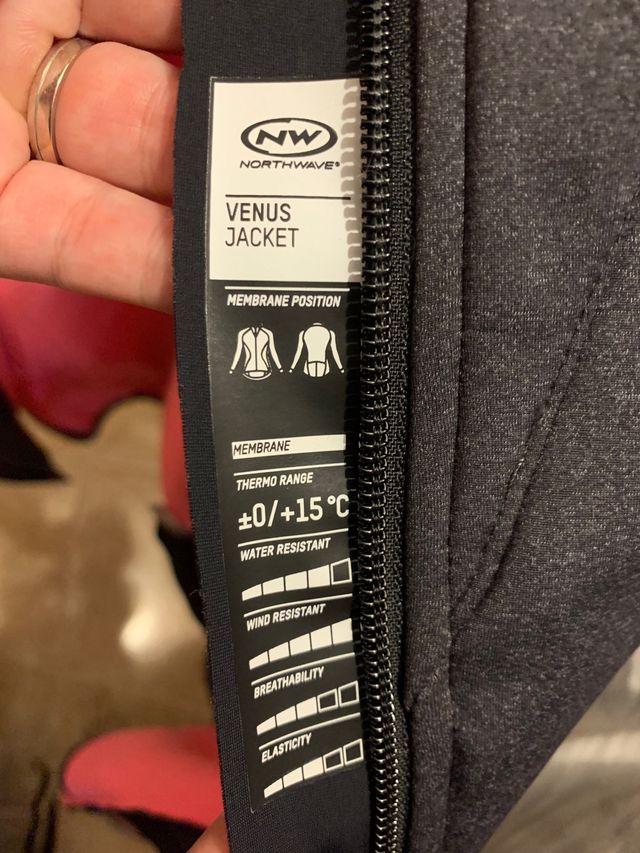 NW
NORTHWAVE®
VENUS
JACKET
MEMBRANE POSITION
MEMBRANE
THERMO RANGE
±0/+15 °C
WATER RESISTANT
WIND RESISTANT
BREATHABILITY
ELASTICITY